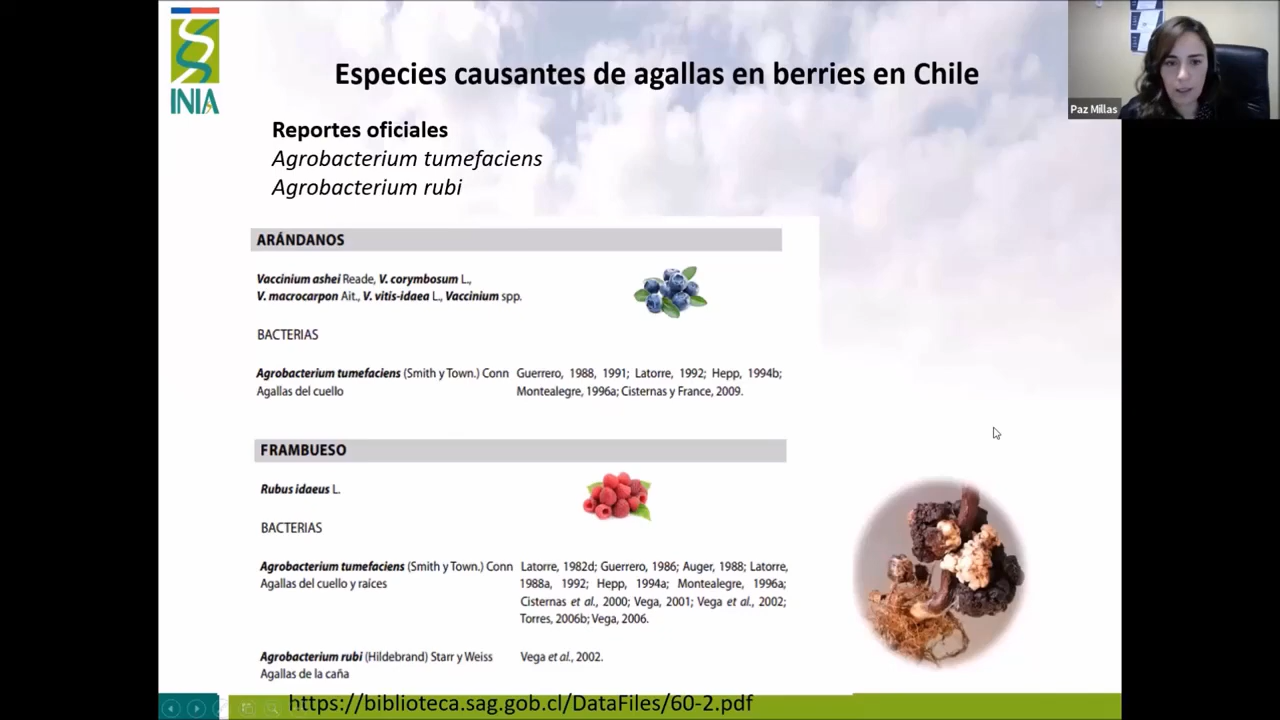 INIA
Especies causantes de agallas en berries en Chile
Paz Millas
Reportes oficiales
Agrobacterium tumefaciens
Agrobacterium rubi
ARÁNDANOS
Vaccinium ashei Reade, V. corymbosum L.,
V. macrocarpon Ait., V. vitis-idaea L., Vaccinium spp.
BACTERIAS
Agrobacterium tumefaciens (Smith y Town.) Conn Guerrero, 1988, 1991; Latorre, 1992; Hepp, 1994b;
Agallas del cuello Montealegre, 1996a; Cisternas y France, 2009.
FRAMBUESO
Rubus idaeus L.
BACTERIAS
Agrobacterium tumefaciens (Smith y Town.) Conn Latorre, 1982d; Guerrero, 1986; Auger, 1988; Latorre,
Agallas del cuello y raíces 1988a, 1992; Hepp, 1994a; Montealegre, 1996a;
Cisternas et al., 2000; Vega, 2001; Vega et al., 2002;
Torres, 2006b; Vega, 2006.
Agrobacterium rubi (Hildebrand) Starr y Weiss Vega et al., 2002.
Agallas de la caña
https://biblioteca.sag.gob.cl/DataFiles/60-2.pdf